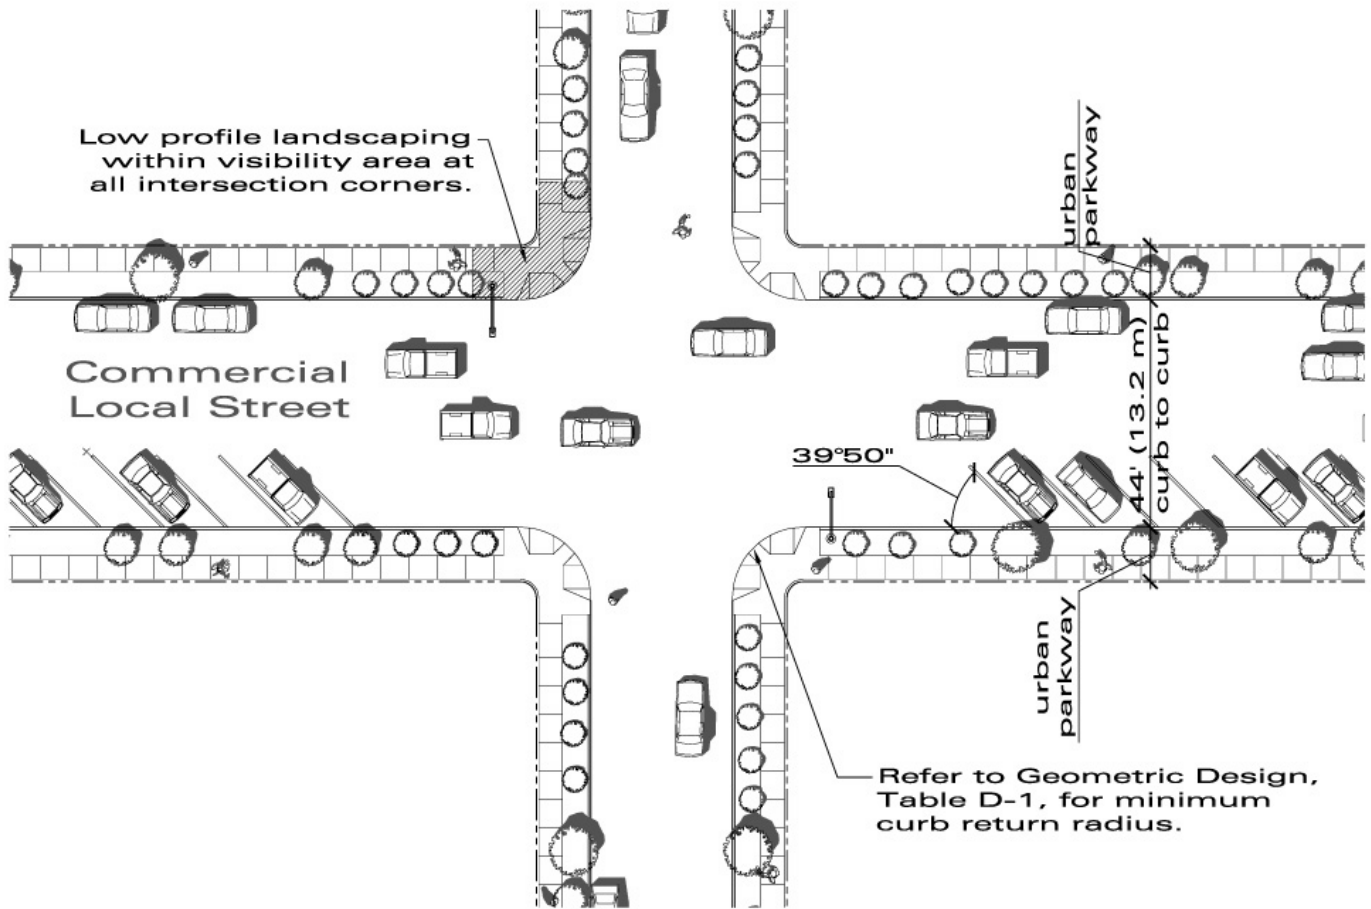 Low profile landscaping
within visibility area at
all intersection corners.
urban
parkway
Commercial
Local Street
44' (13.2 m)
curb to curb
39°50"
urban
parkway
Refer to Geometric Design,
Table D-1, for minimum
curb return radius.